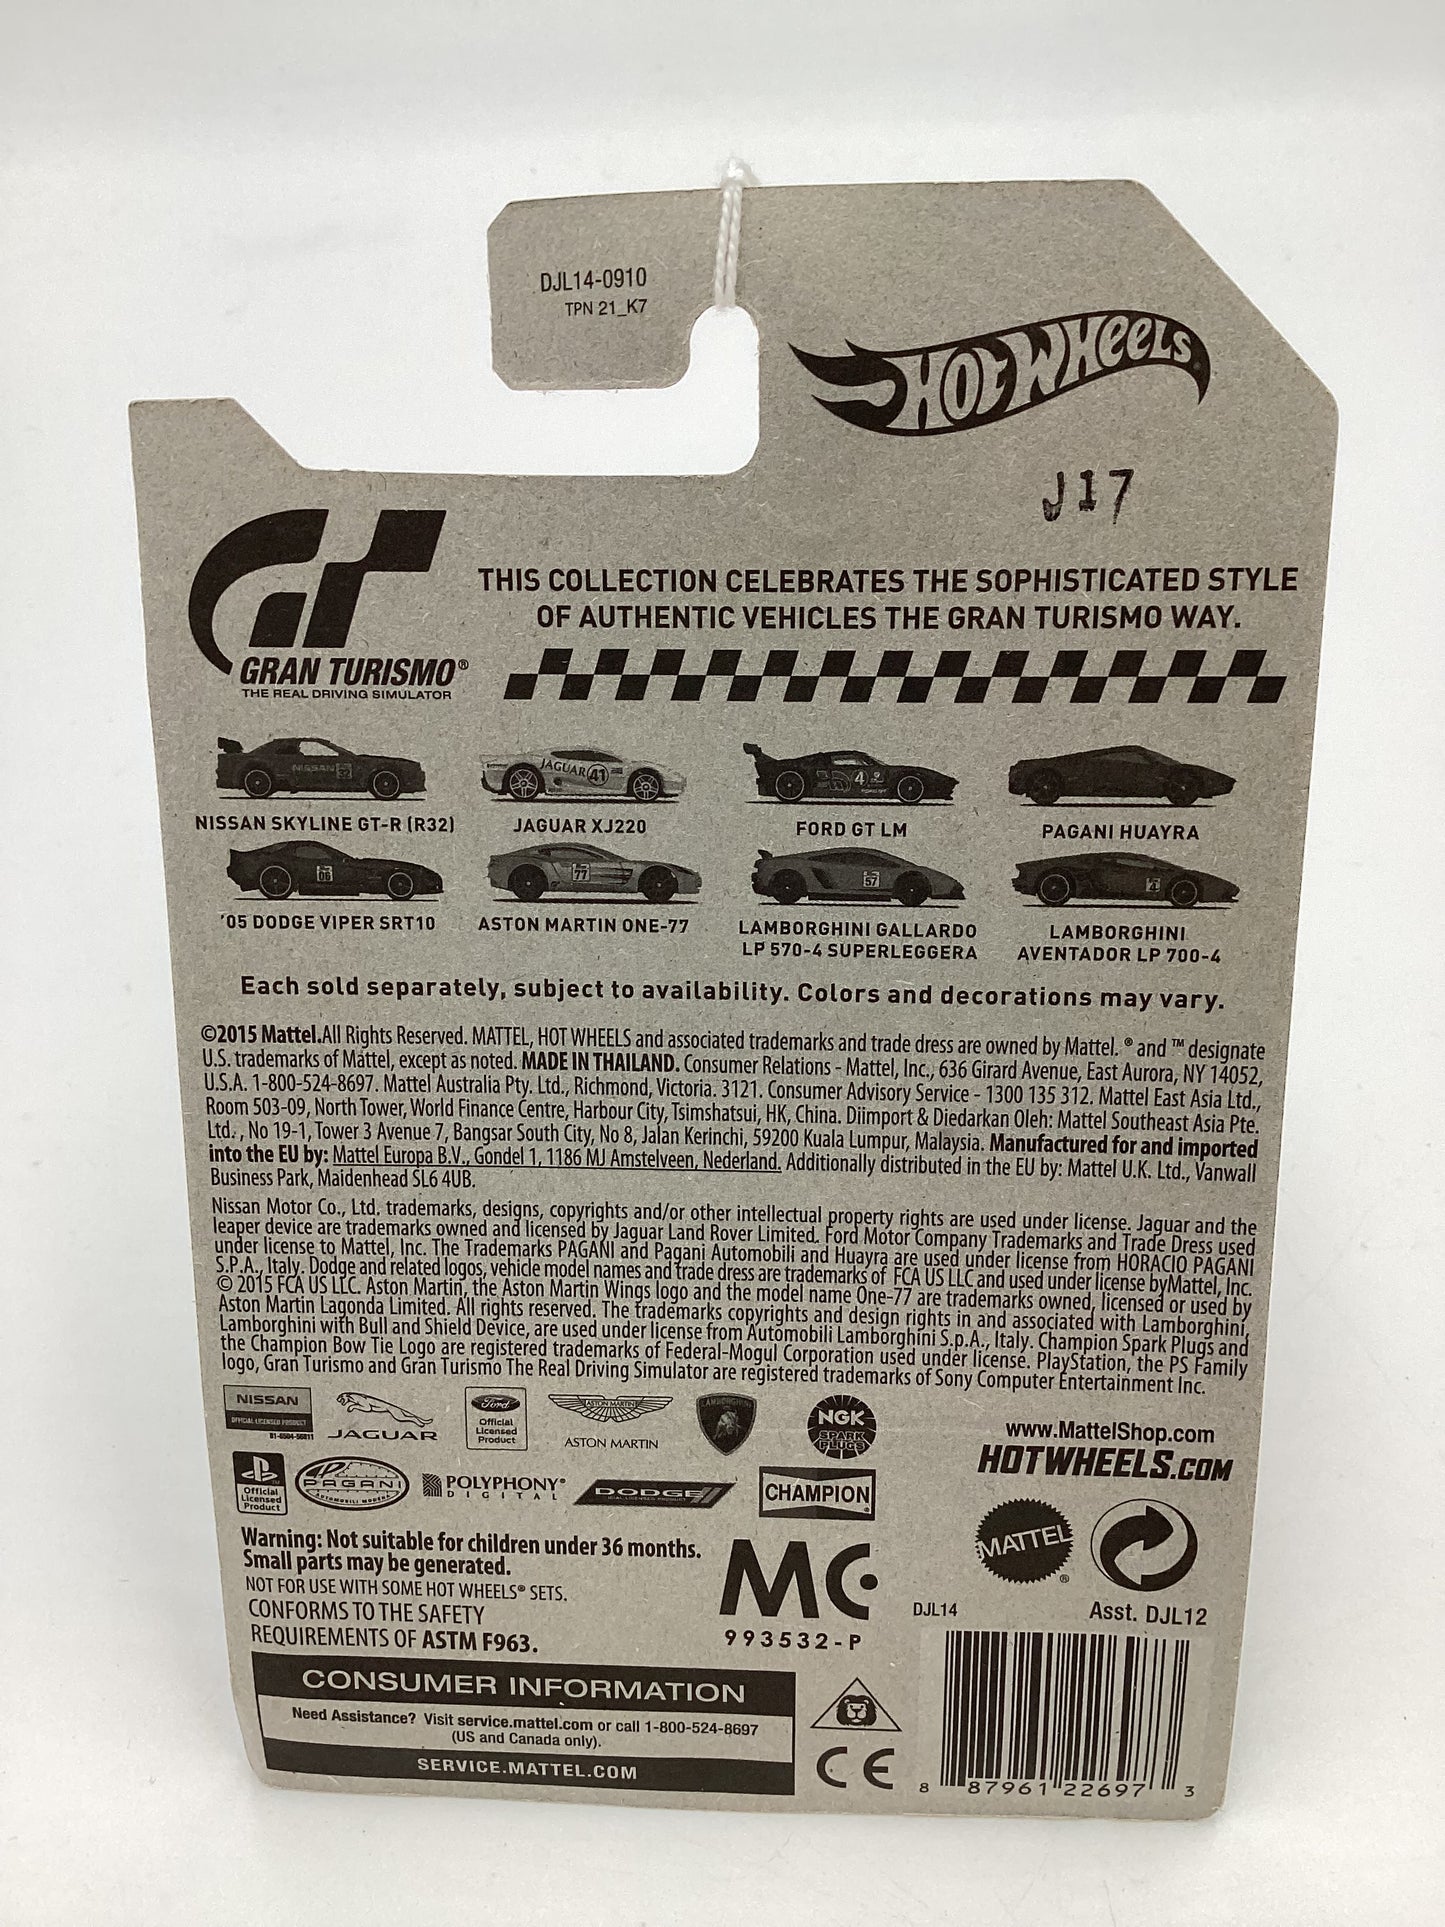 DJL14-0910
TPN 21_K7
HOT WHEELS
J17
GRAN TURISMO®
THE REAL DRIVING SIMULATOR
THIS COLLECTION CELEBRATES THE SOPHISTICATED STYLE
OF AUTHENTIC VEHICLES THE GRAN TURISMO WAY.
NISSAN 32
JAGUAR 41
4
NISSAN SKYLINE GT-R (R32)
JAGUAR XJ220
FORD GT LM
PAGANI HUAYRA
06
77
57
4
'05 DODGE VIPER SRT10
ASTON MARTIN ONE-77
LAMBORGHINI GALLARDO
LP 570-4 SUPERLEGGERA
LAMBORGHINI
AVENTADOR LP 700-4
Each sold separately, subject to availability. Colors and decorations may vary.
©2015 Mattel.All Rights Reserved. MATTEL, HOT WHEELS and associated trademarks and trade dress are owned by Mattel. ® and ™ designate
U.S. trademarks of Mattel, except as noted. MADE IN THAILAND. Consumer Relations - Mattel, Inc., 636 Girard Avenue, East Aurora, NY 14052,
U.S.A. 1-800-524-8697. Mattel Australia Pty. Ltd., Richmond, Victoria. 3121. Consumer Advisory Service - 1300 135 312. Mattel East Asia Ltd.,
Room 503-09, North Tower, World Finance Centre, Harbour City, Tsimshatsui, HK, China. Diimport & Diedarkan Oleh: Mattel Southeast Asia Pte.
Ltd. , No 19-1, Tower 3 Avenue 7, Bangsar South City, No 8, Jalan Kerinchi, 59200 Kuala Lumpur, Malaysia. Manufactured for and imported
into the EU by: Mattel Europa B.V., Gondel 1, 1186 MJ Amstelveen, Nederland. Additionally distributed in the EU by: Mattel U.K. Ltd., Vanwall
Business Park, Maidenhead SL6 4UB.
Nissan Motor Co., Ltd. trademarks, designs, copyrights and/or other intellectual property rights are used under license. Jaguar and the
leaper device are trademarks owned and licensed by Jaguar Land Rover Limited. Ford Motor Company Trademarks and Trade Dress used
under license to Mattel, Inc. The Trademarks PAGANI and Pagani Automobili and Huayra are used under license from HORACIO PAGANI
S.P.A., Italy. Dodge and related logos, vehicle model names and trade dress are trademarks of FCA US LLC and used under license byMattel, Inc.
© 2015 FCA US LLC. Aston Martin, the Aston Martin Wings logo and the model name One-77 are trademarks owned, licensed or used by
Aston Martin Lagonda Limited. All rights reserved. The trademarks copyrights and design rights in and associated with Lamborghini,
Lamborghini with Bull and Shield Device, are used under license from Automobili Lamborghini S.p.A., Italy. Champion Spark Plugs and
the Champion Bow Tie Logo are registered trademarks of Federal-Mogul Corporation used under license. PlayStation, the PS Family
logo, Gran Turismo and Gran Turismo The Real Driving Simulator are registered trademarks of Sony Computer Entertainment Inc.
NISSAN
OFFICIAL LICENSED PRODUCT
JAGUAR
Ford
Official
Licensed
Product
ASTON MARTIN
ASTON MARTIN
LAMBORGHINI
NGK
SPARK
PLUGS
www.MattelShop.com
HOTWHEELS.COM
Official
Licensed
Product
PAGANI
AUTOMOBILI MODENA
POLYPHONY®
DIGITAL
DODGE
CHAMPION
MATTEL
®
Warning: Not suitable for children under 36 months.
Small parts may be generated.
NOT FOR USE WITH SOME HOT WHEELS® SETS.
CONFORMS TO THE SAFETY
REQUIREMENTS OF ASTM F963.
MC
993532-P
DJL14
Asst. DJL12
CONSUMER INFORMATION
Need Assistance? Visit service.mattel.com or call 1-800-524-8697
(US and Canada only).
SERVICE.MATTEL.COM
CE
8 87961 22697 3